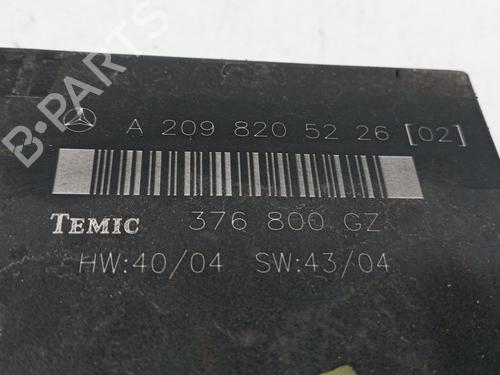 A 209 820 52 26 [02]
TEMIC 376 800 GZ
HW:40/04 SW:43/04
B-PARTS